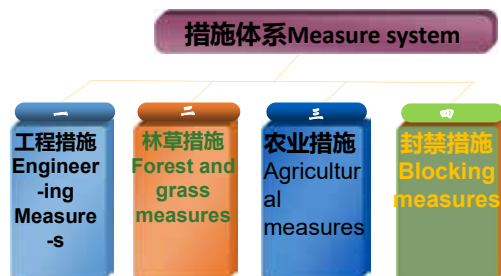 措施体系Measure system
一
二
三
四
工程措施
Engineer
-ing
Measure
-s
林草措施
Forest and
grass
measures
农业措施
Agricultur
al
measures
封禁措施
Blocking
measures